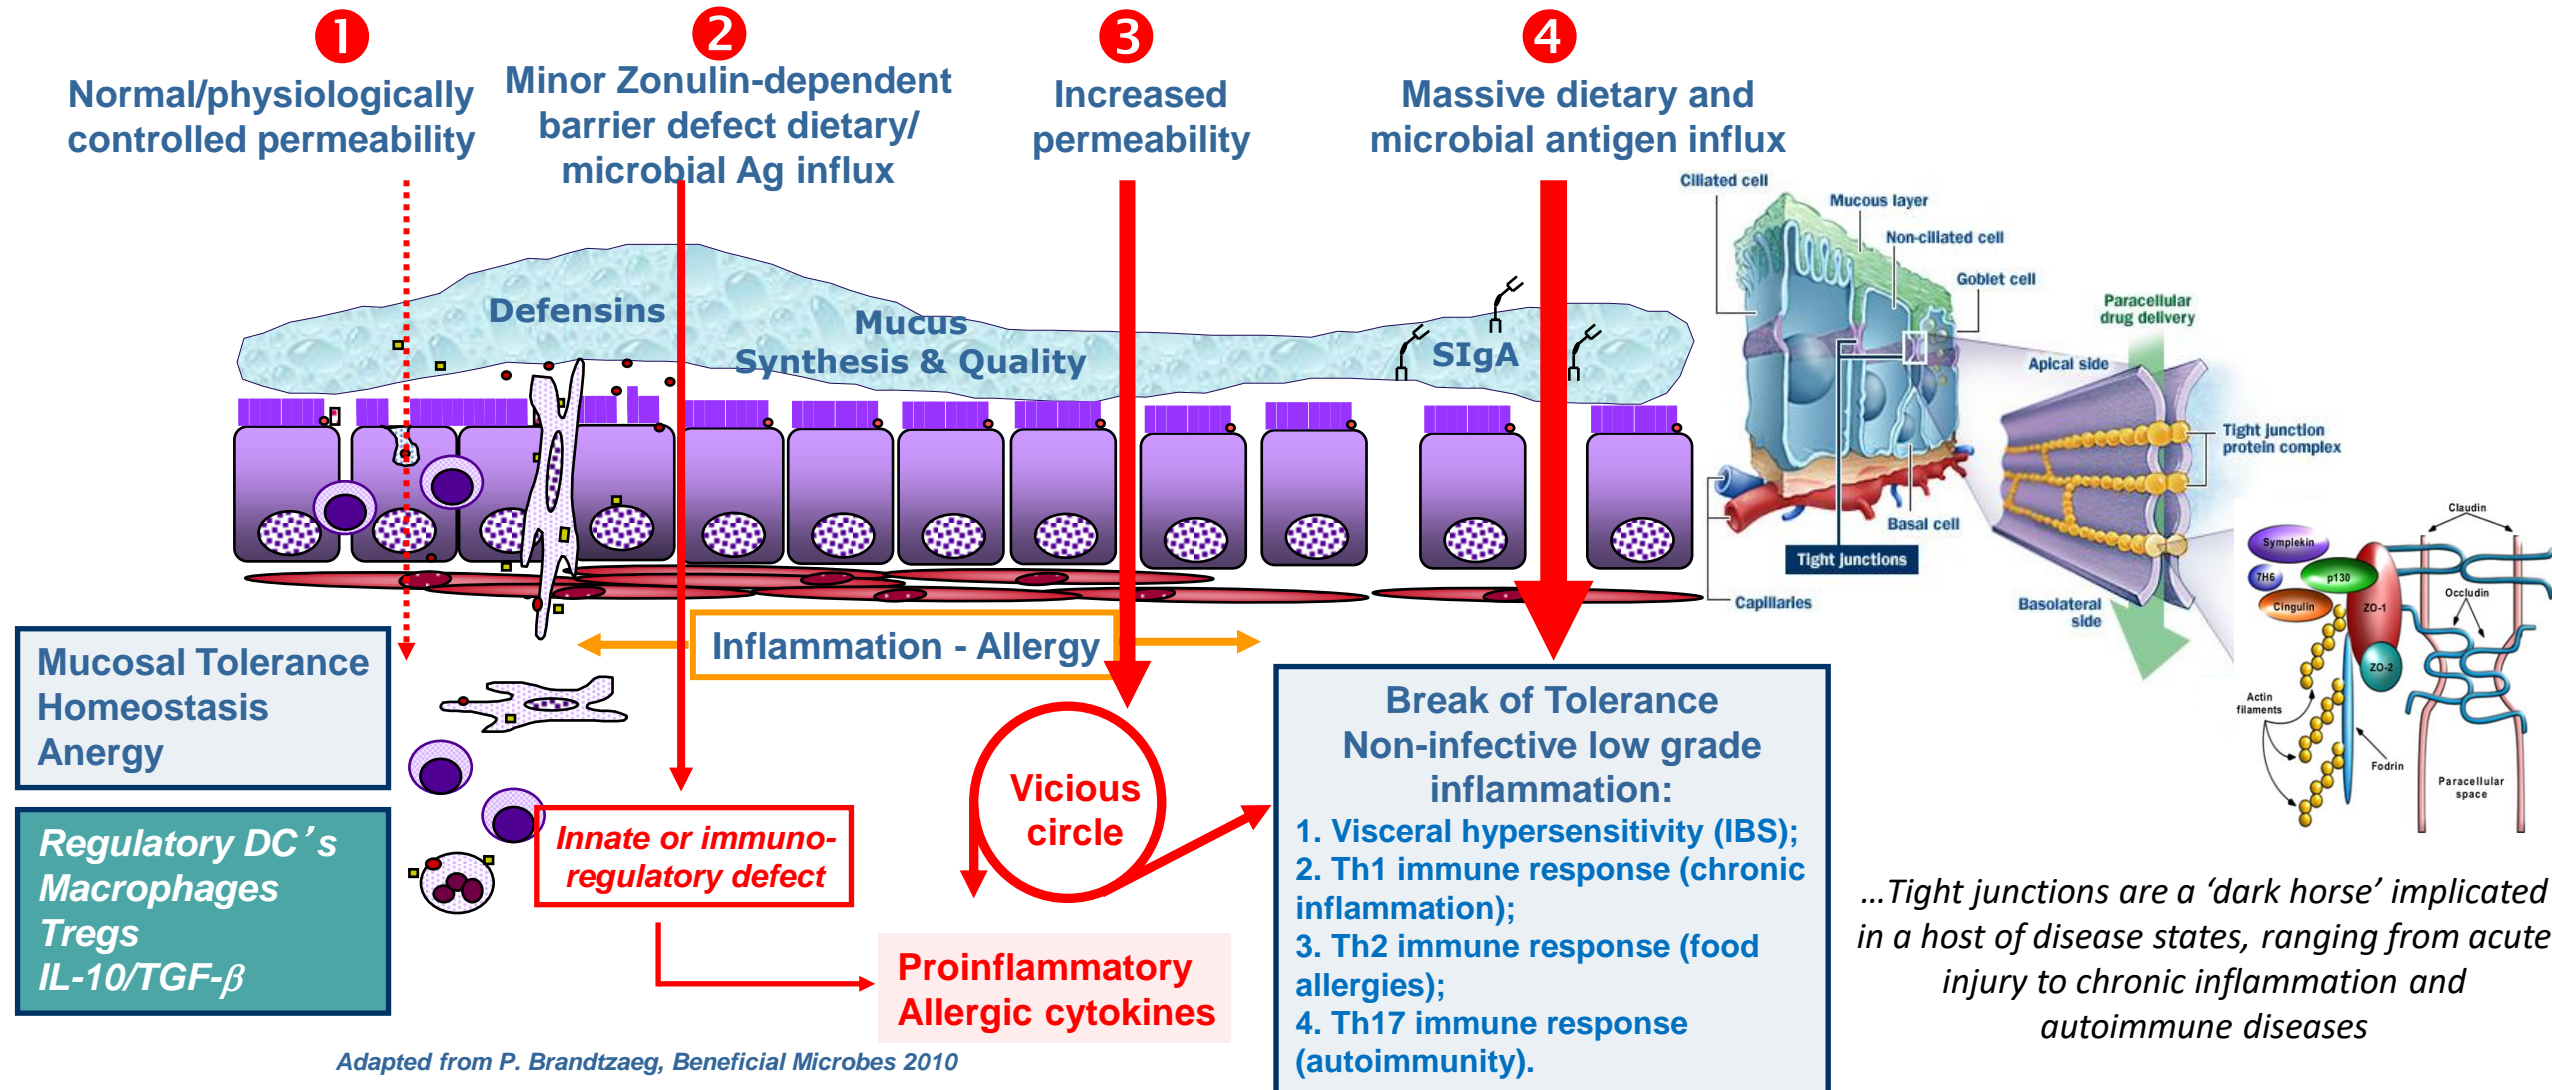 ❶
Normal/physiologically
controlled permeability
❷
Minor Zonulin-dependent
barrier defect dietary/
microbial Ag influx
❸
Increased
permeability
❹
Massive dietary and
microbial antigen influx
Defensins
Mucus
Synthesis & Quality
SIgA
Inflammation - Allergy
Mucosal Tolerance
Homeostasis
Anergy
Regulatory DC´s
Macrophages
Tregs
IL-10/TGF-β
Innate or immuno-
regulatory defect
Vicious
circle
Proinflammatory
Allergic cytokines
Break of Tolerance
Non-infective low grade
inflammation:
1. Visceral hypersensitivity (IBS);
2. Th1 immune response (chronic
inflammation);
3. Th2 immune response (food
allergies);
4. Th17 immune response
(autoimmunity).
Adapted from P. Brandtzaeg, Beneficial Microbes 2010
Ciliated cell
Mucous layer
Non-ciliated cell
Goblet cell
Basal cell
Tight junctions
Capillaries
Paracellular
drug delivery
Apical side
Tight junction
protein complex
Basolateral
side
Claudin
Symplekin
7H6
p130
Cingulin
ZO-1
Occludin
ZO-2
Actin
filaments
Fodrin
Paracellular
space
...Tight junctions are a ‘dark horse’ implicated
in a host of disease states, ranging from acute
injury to chronic inflammation and
autoimmune diseases